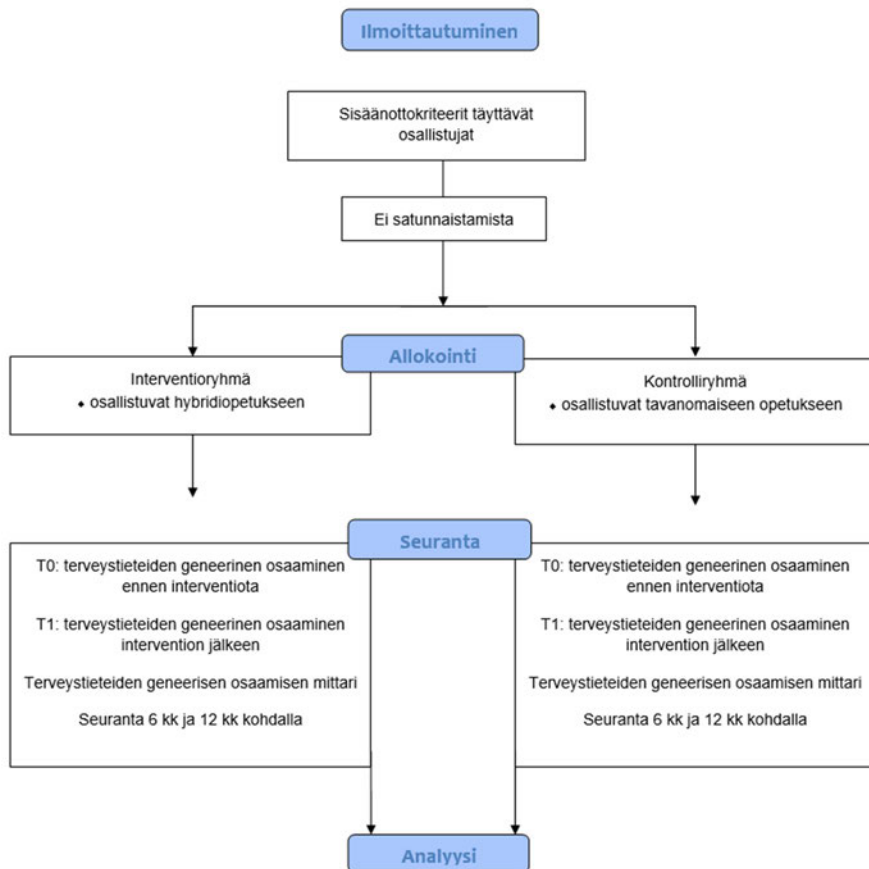 Ilmoittautuminen
Sisäänottokriteerit täyttävät
osallistujat
Ei satunnaistamista
Allokointi
Interventioryhmä
⬥ osallistuvat hybridiopetukseen
Kontrolliryhmä
⬥ osallistuvat tavanomaiseen opetukseen
Seuranta
T0: terveystieteiden geneerinen osaaminen
ennen interventiota
T1: terveystieteiden geneerinen osaaminen
intervention jälkeen
Terveystieteiden geneerisen osaamisen mittari
Seuranta 6 kk ja 12 kk kohdalla
T0: terveystieteiden geneerinen osaaminen
ennen interventiota
T1: terveystieteiden geneerinen osaaminen
intervention jälkeen
Terveystieteiden geneerisen osaamisen mittari
Seuranta 6 kk ja 12 kk kohdalla
Analyysi